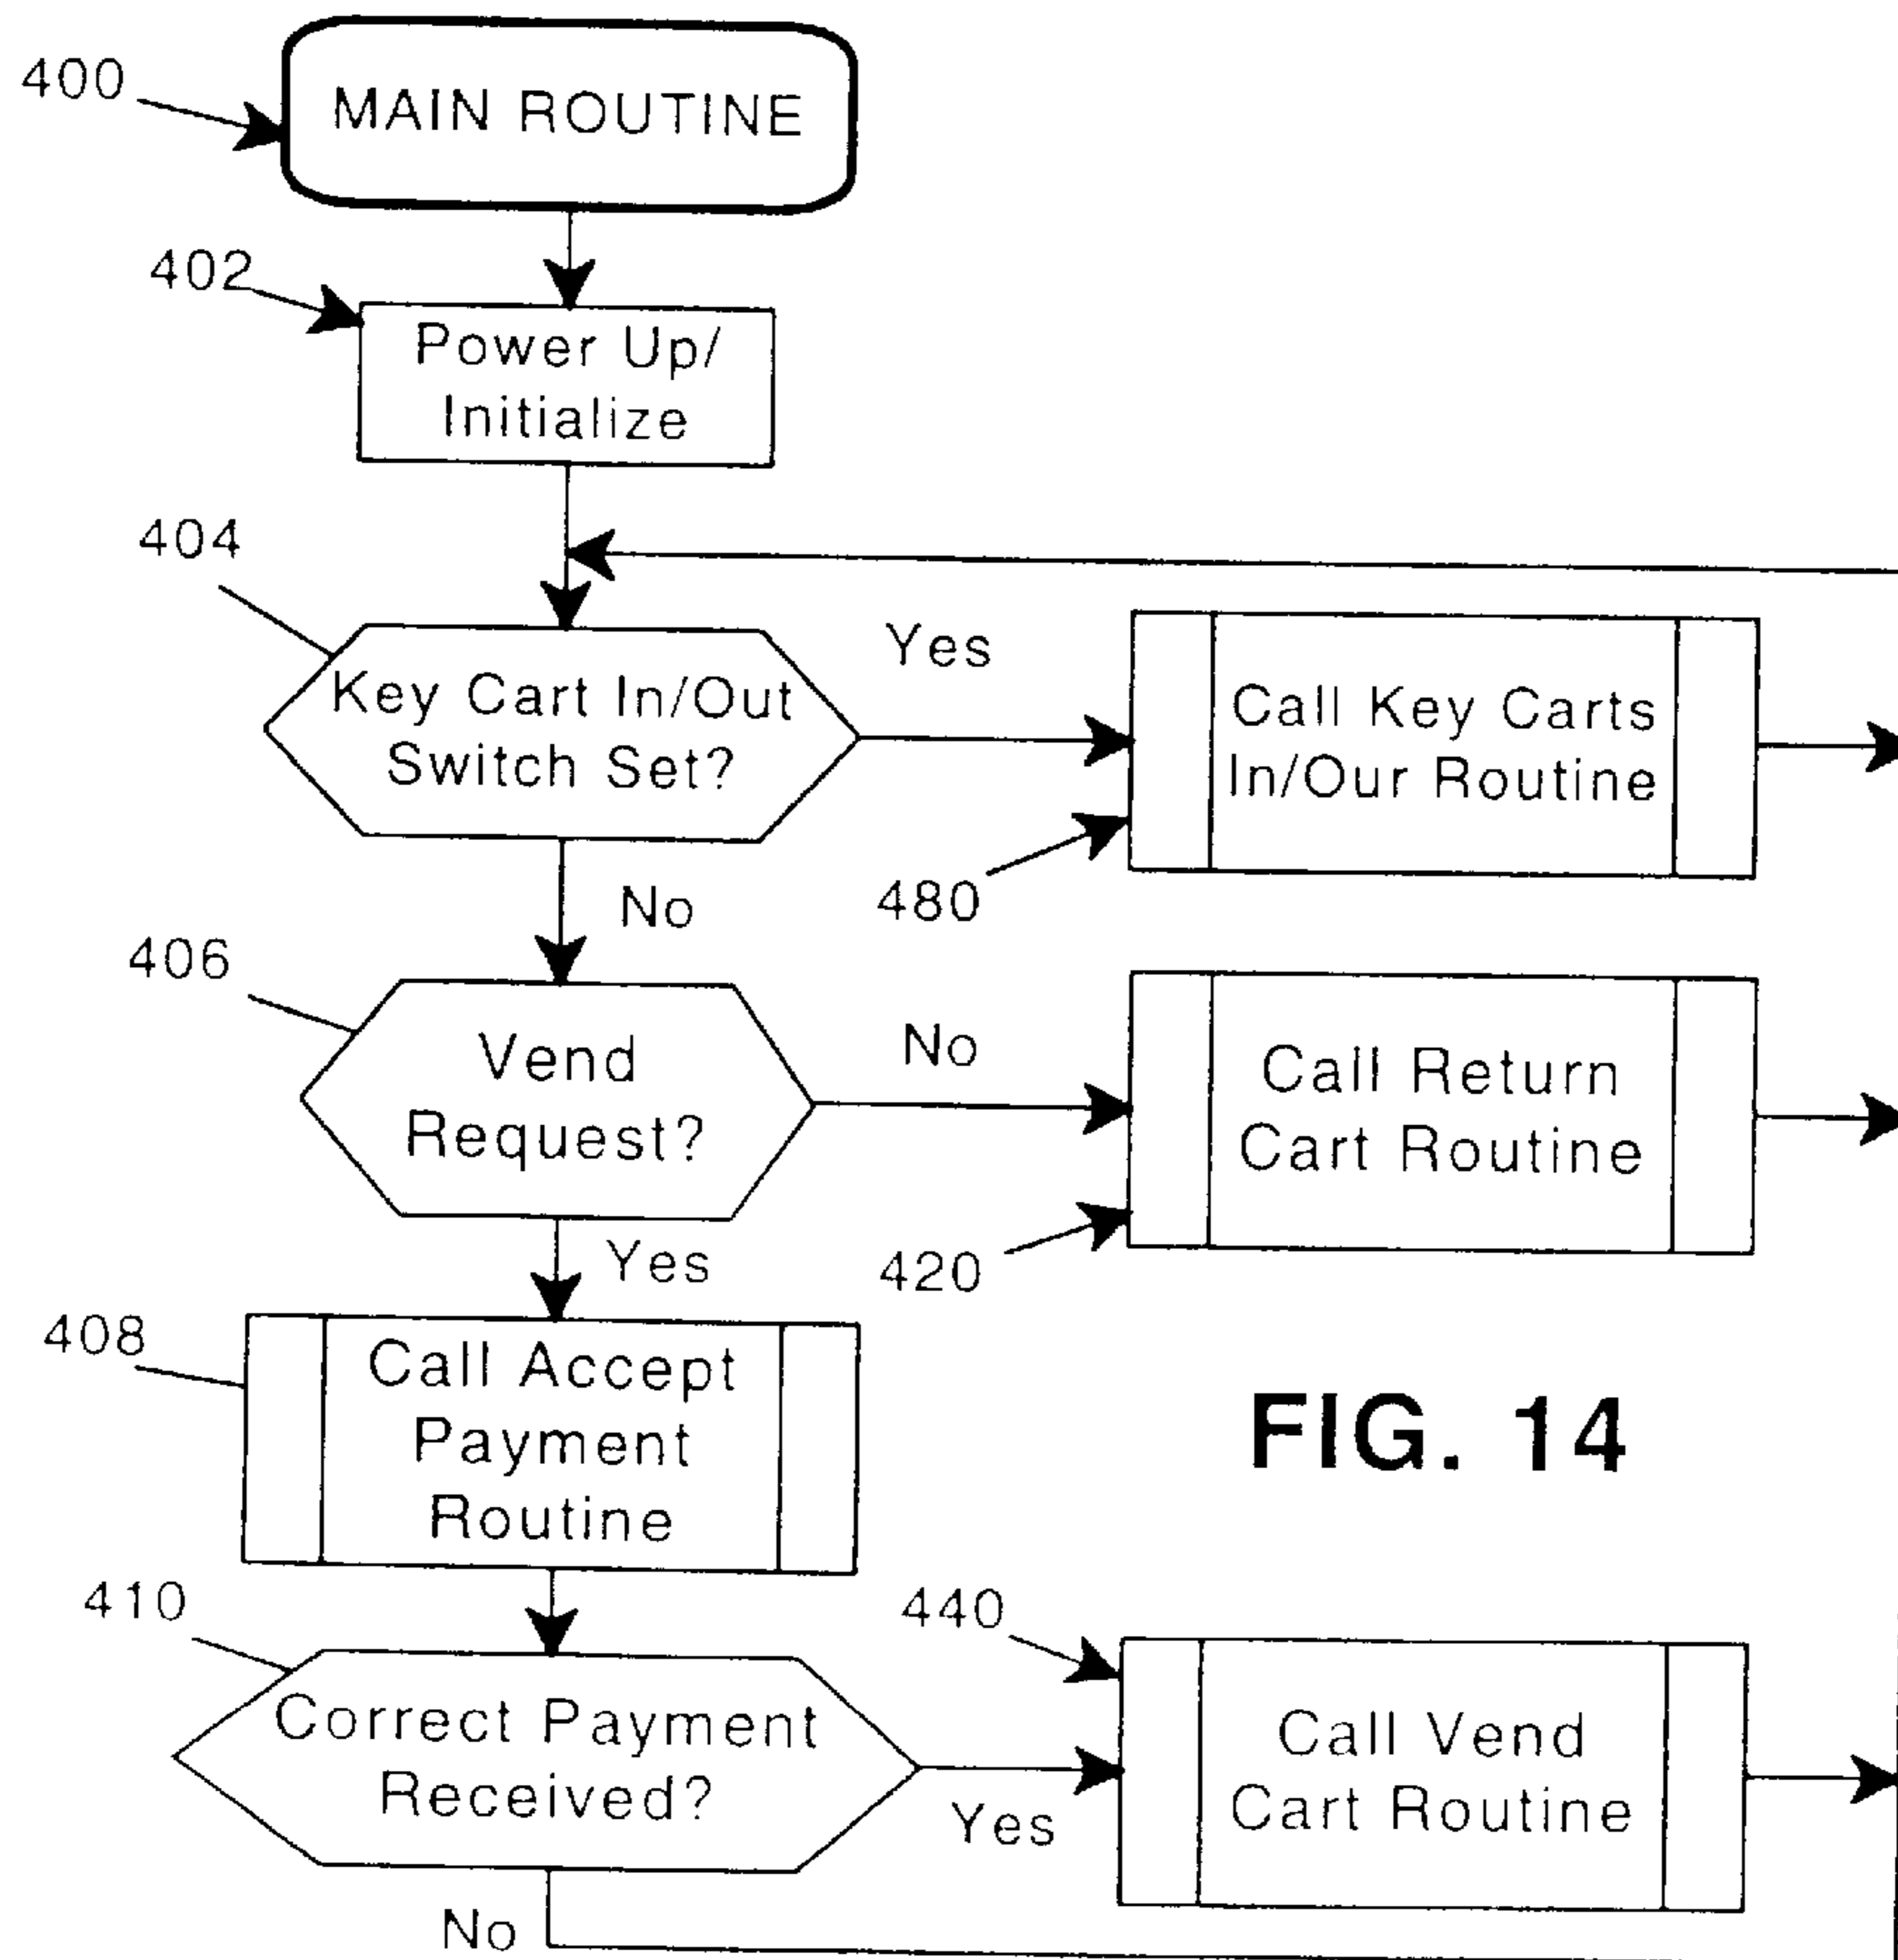 400
MAIN ROUTINE
402
Power Up/
Initialize
404
Key Cart In/Out
Switch Set?
Yes
Call Key Carts
In/Our Routine
480
No
406
Vend
Request?
No
Call Return
Cart Routine
420
Yes
408
Call Accept
Payment
Routine
FIG. 14
410
Correct Payment
Received?
Yes
440
Call Vend
Cart Routine
No